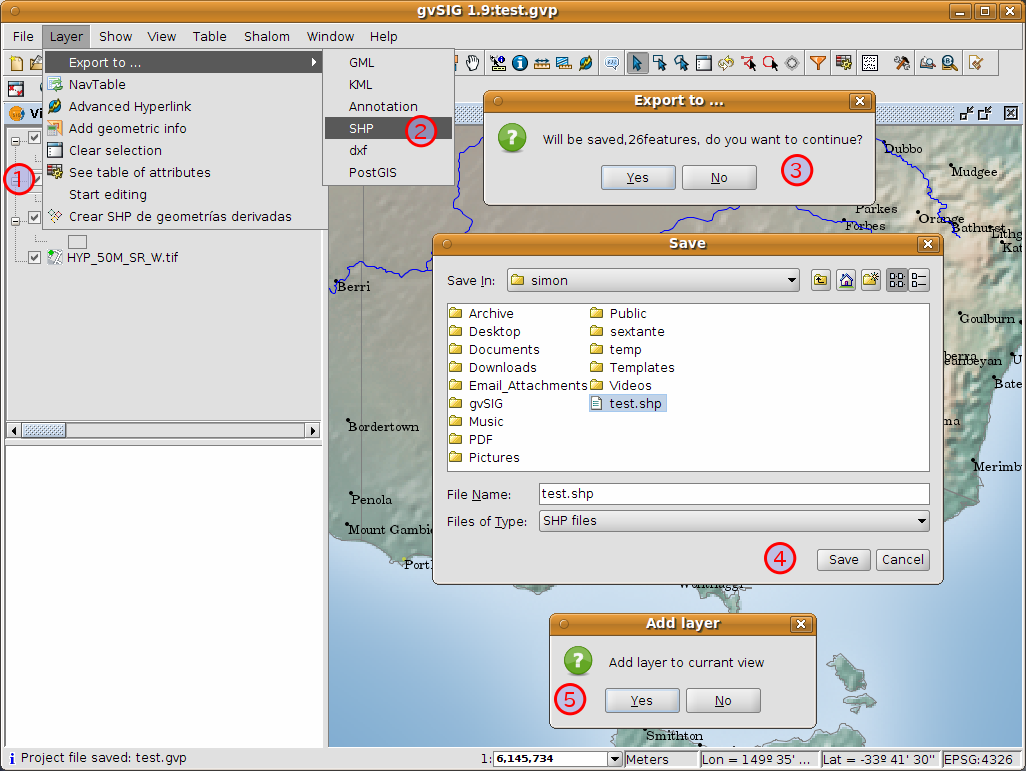 gvSIG 1.9:test.gvp
File Layer Show View Table Shalom Window Help
Export to ...
NavTable
Advanced Hyperlink
Add geometric info
Clear selection
See table of attributes
Start editing
Crear SHP de geometrías derivadas
HYP_50M_SR_W.tif
GML
KML
Annotation
SHP
dxf
PostGIS
1
2
Export to ...
Will be saved,26features, do you want to continue?
Yes No
3
Dubbo
Mudgee
Parkes
Orange
Forbes
Bathurst
Berri
Goulburn
Bordertown
Penola
Save
Save In: simon
Archive
Desktop
Documents
Downloads
Email_Attachments
gvSIG
Music
PDF
Pictures
Public
sextante
temp
Templates
Videos
test.shp
File Name: test.shp
Files of Type: SHP files
4
Save Cancel
Add layer
Add layer to currant view
5
Yes No
Smithton
Project file saved: test.gvp
1: 6,145,734 Meters Lon = 149º 35' ... Lat = -33º 41' 30'' EPSG:4326